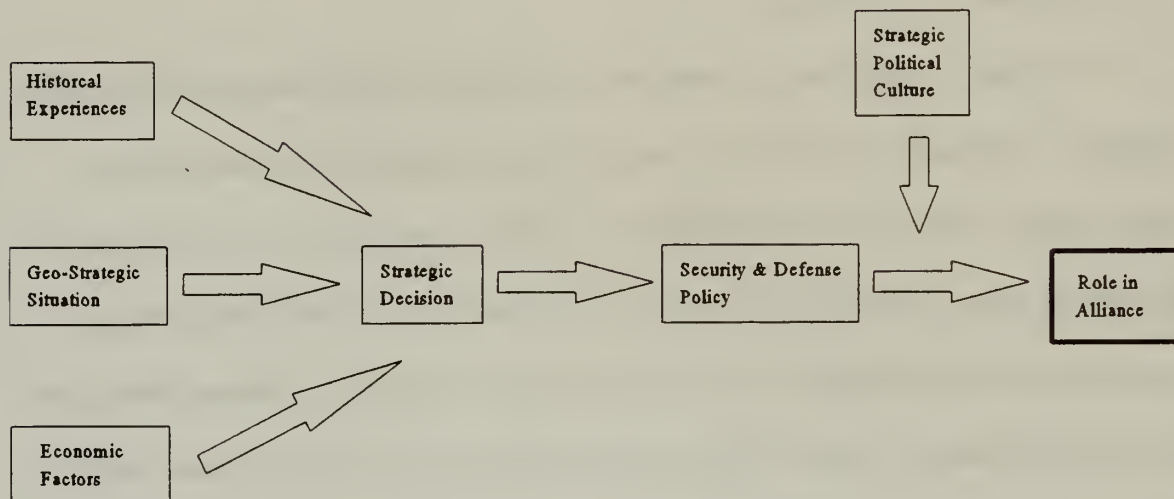 Strategic
Political
Culture
Historcal
Experiences
Geo-Strategic
Situation
Strategic
Decision
Security & Defense
Policy
Role in
Alliance
Economic
Factors